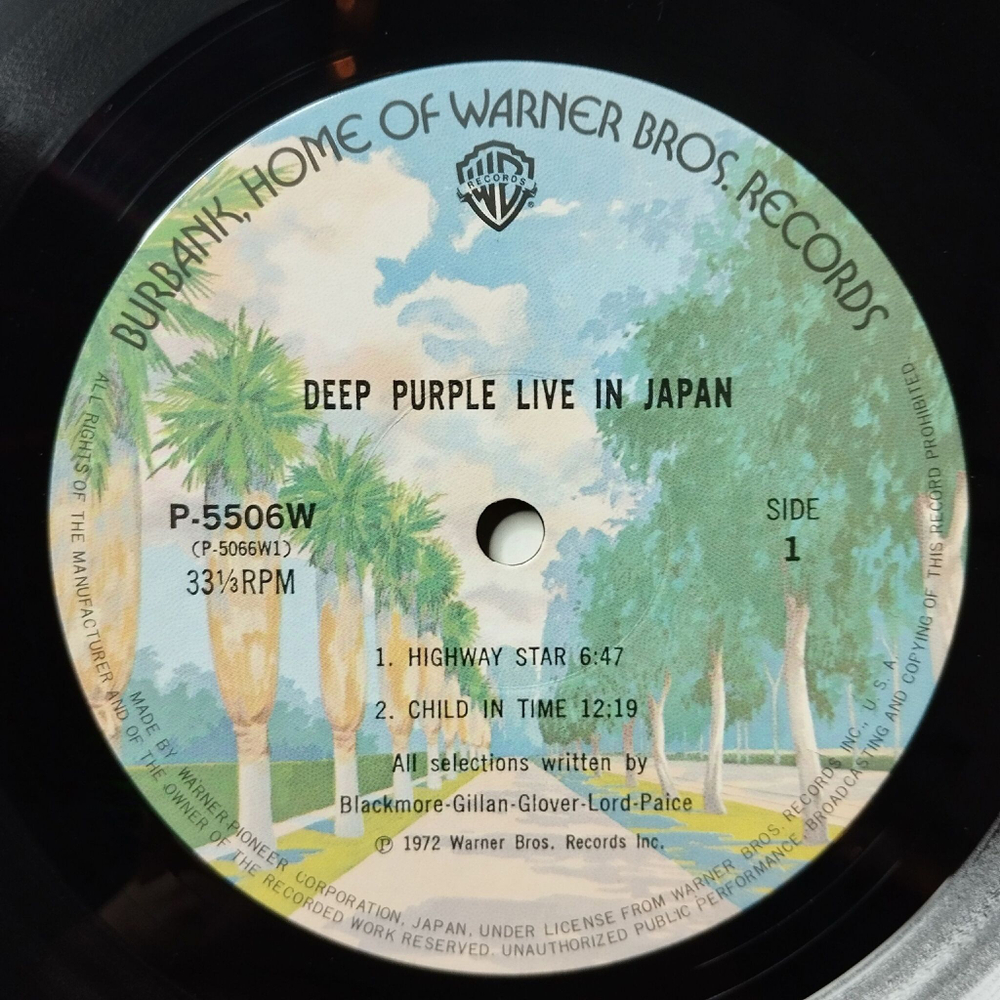 BURBANK, HOME OF WARNER BROS. RECORDS
RECORDS
®
DEEP PURPLE LIVE IN JAPAN
P-5506W
(P-5066W1)
33⅓RPM
SIDE
1
1. HIGHWAY STAR 6:47
2. CHILD IN TIME 12:19
All selections written by
Blackmore-Gillan-Glover-Lord-Paice
℗ 1972 Warner Bros. Records Inc.
MADE BY WARNER-PIONEER CORPORATION, JAPAN, UNDER LICENSE FROM WARNER BROS. RECORDS INC., U. S. A
ALL RIGHTS OF THE MANUFACTURER AND OF THE OWNER OF THE RECORDED WORK RESERVED. UNAUTHORIZED PUBLIC PERFORMANCE, BROADCASTING AND COPYING OF THIS RECORD PROHIBITED